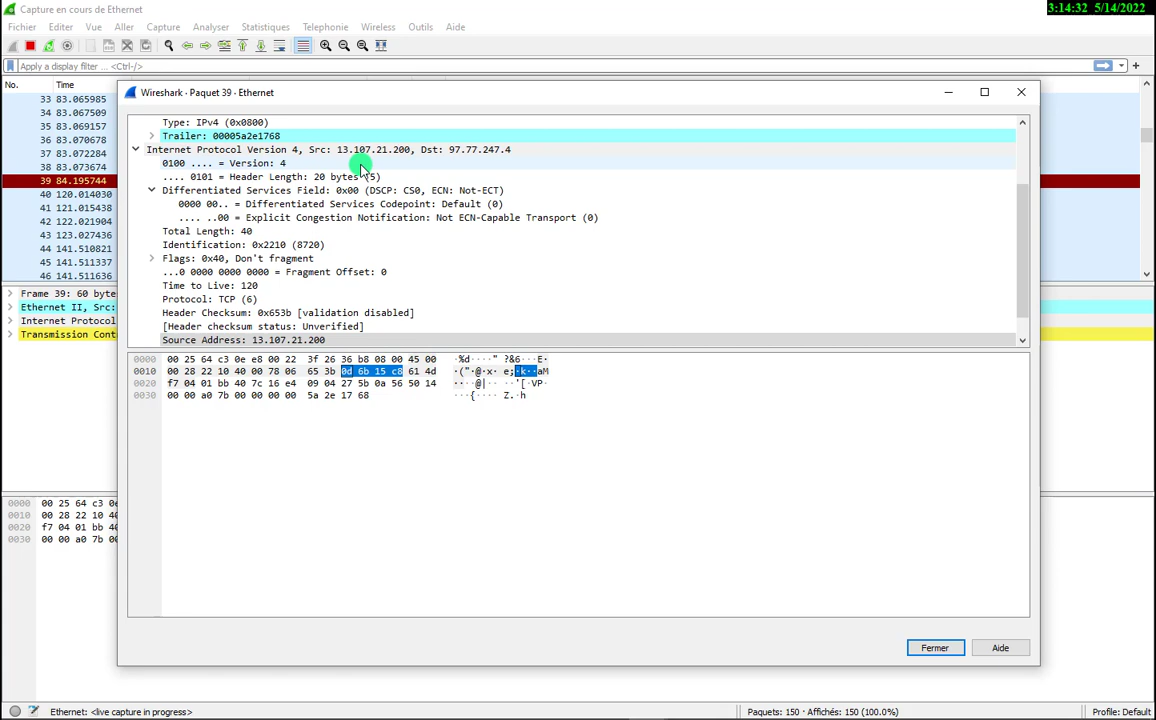 Capture en cours de Ethernet
3:14:32 5/14/2022
Fichier Editer Vue Aller Capture Analyser Statistiques Telephonie Wireless Outils Aide
Apply a display filter ... <Ctrl-/>
No. Time
33 83.065985
34 83.067509
35 83.069157
36 83.070678
37 83.072284
38 83.073674
39 84.195744
40 120.014030
41 121.015438
42 122.021904
43 123.027436
44 141.510821
45 141.511337
46 141.511636
Frame 39: 60 byte
Ethernet II, Src:
Internet Protocol
Transmission Cont
Wireshark · Paquet 39 · Ethernet
Type: IPv4 (0x0800)
Trailer: 00005a2e1768
Internet Protocol Version 4, Src: 13.107.21.200, Dst: 97.77.247.4
0100 .... = Version: 4
.... 0101 = Header Length: 20 bytes (5)
Differentiated Services Field: 0x00 (DSCP: CS0, ECN: Not-ECT)
0000 00.. = Differentiated Services Codepoint: Default (0)
.... ..00 = Explicit Congestion Notification: Not ECN-Capable Transport (0)
Total Length: 40
Identification: 0x2210 (8720)
Flags: 0x40, Don't fragment
...0 0000 0000 0000 = Fragment Offset: 0
Time to Live: 120
Protocol: TCP (6)
Header Checksum: 0x653b [validation disabled]
[Header checksum status: Unverified]
Source Address: 13.107.21.200
0000 00 25 64 c3 0e e8 00 22 3f 26 36 b8 08 00 45 00 ·%d····" ?&6···E·
0010 00 28 22 10 40 00 78 06 65 3b 0d 6b 15 c8 61 4d ·("·@·x· e;·k··aM
0020 f7 04 01 bb 40 7c 16 e4 09 04 27 5b 0a 56 50 14 ····@|·· ··'[·VP·
0030 00 00 a0 7b 00 00 00 00 5a 2e 17 68 ···{···· Z.·h
Fermer
Aide
0000 00 25 64 c3 0e
0010 00 28 22 10 40
0020 f7 04 01 bb 40
0030 00 00 a0 7b 00
Ethernet: <live capture in progress>
Paquets: 150 · Affichés: 150 (100.0%)
Profile: Default